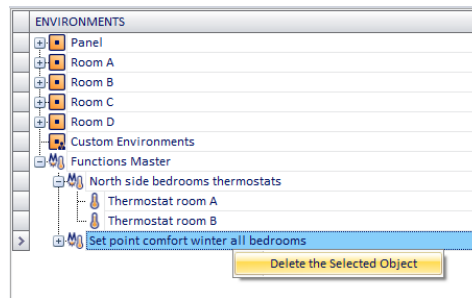 ENVIRONMENTS
Panel
Room A
Room B
Room C
Room D
Custom Environments
Functions Master
North side bedrooms thermostats
Thermostat room A
Thermostat room B
Set point comfort winter all bedrooms
Delete the Selected Object